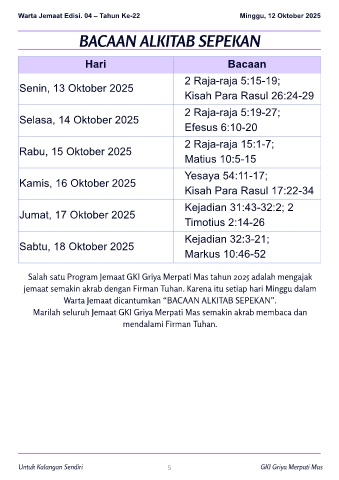 Warta Jemaat Edisi. 04 – Tahun Ke-22 Minggu, 12 Oktober 2025
BACAAN ALKITAB SEPEKAN
Hari Bacaan
Senin, 13 Oktober 2025 2 Raja-raja 5:15-19;
Kisah Para Rasul 26:24-29
Selasa, 14 Oktober 2025 2 Raja-raja 5:19-27;
Efesus 6:10-20
Rabu, 15 Oktober 2025 2 Raja-raja 15:1-7;
Matius 10:5-15
Kamis, 16 Oktober 2025 Yesaya 54:11-17;
Kisah Para Rasul 17:22-34
Jumat, 17 Oktober 2025 Kejadian 31:43-32:2; 2
Timotius 2:14-26
Sabtu, 18 Oktober 2025 Kejadian 32:3-21;
Markus 10:46-52
Salah satu Program Jemaat GKI Griya Merpati Mas tahun 2025 adalah mengajak
jemaat semakin akrab dengan Firman Tuhan. Karena itu setiap hari Minggu dalam
Warta Jemaat dicantumkan “BACAAN ALKITAB SEPEKAN”.
Marilah seluruh Jemaat GKI Griya Merpati Mas semakin akrab membaca dan
mendalami Firman Tuhan.
Untuk Kalangan Sendiri 5 GKI Griya Merpati Mas